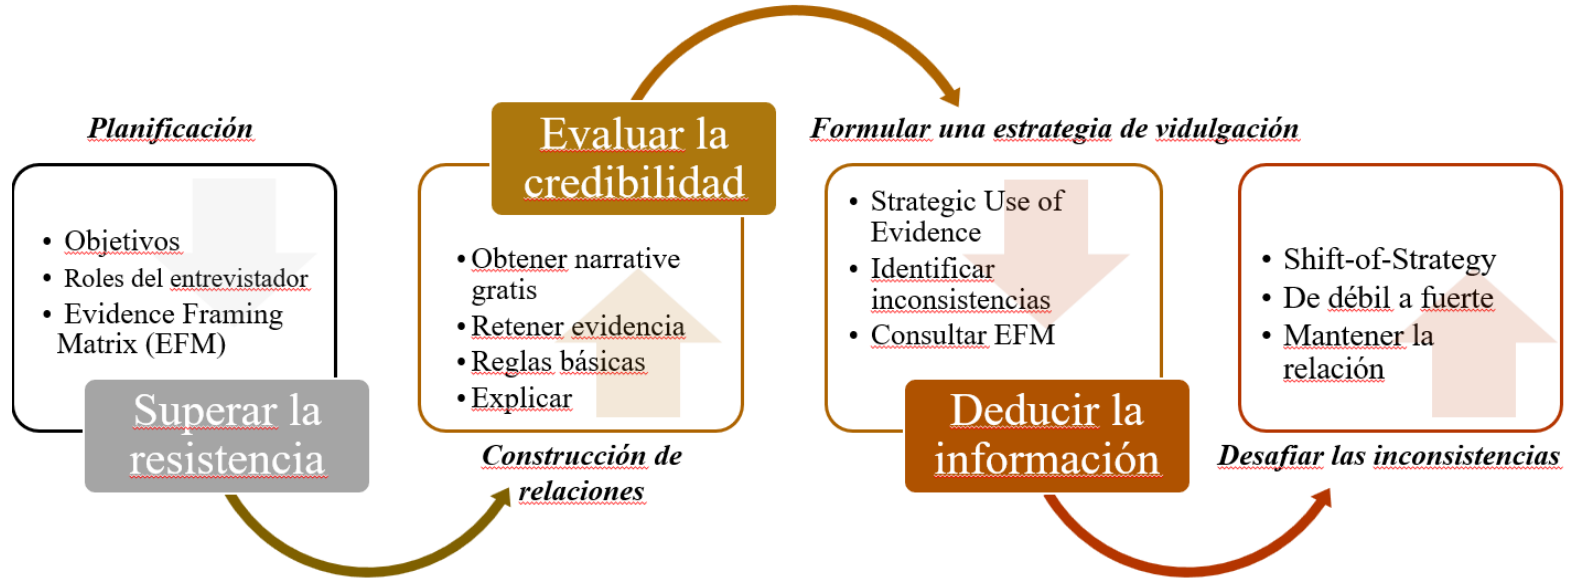 Planificación
• Objetivos
• Roles del entrevistador
• Evidence Framing
Matrix (EFM)
Superar la
resistencia
Evaluar la
credibilidad
• Obtener narrative
gratis
• Retener evidencia
• Reglas básicas
• Explicar
Construcción de
relaciones
Formular una estrategia de vidulgación
• Strategic Use of
Evidence
• Identificar
inconsistencias
• Consultar EFM
Deducir la
información
• Shift-of-Strategy
• De débil a fuerte
• Mantener la
relación
Desafiar las inconsistencias